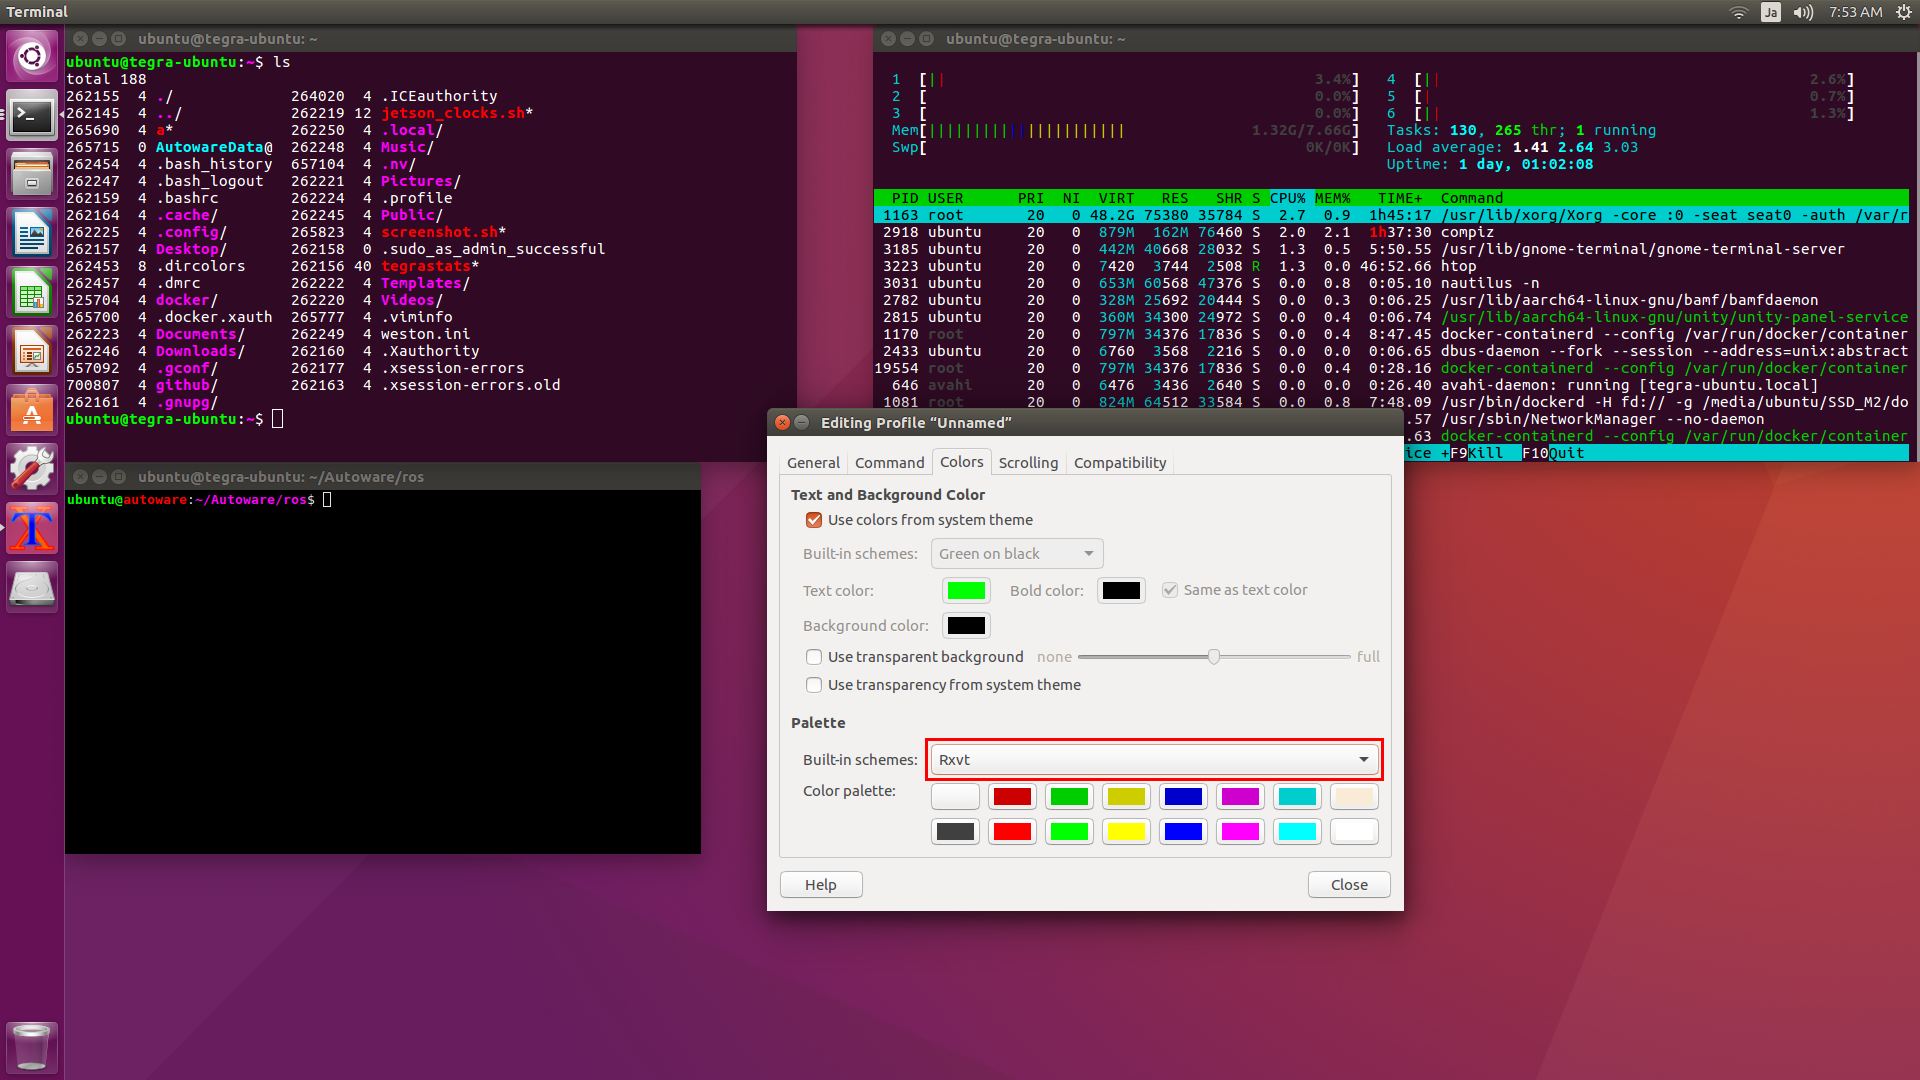 Terminal
Ja
7:53 AM
ubuntu@tegra-ubuntu: ~
ubuntu@tegra-ubuntu:~$ ls
total 188
262155  4 ./             264020  4 .ICEauthority
262145  4 ../            262219 12 jetson_clocks.sh*
265690  4 a*             262250  4 .local/
265715  0 AutowareData@  262248  4 Music/
262454  4 .bash_history  657104  4 .nv/
262247  4 .bash_logout   262221  4 Pictures/
262159  4 .bashrc        262224  4 .profile
262164  4 .cache/        262245  4 Public/
262225  4 .config/       265823  4 screenshot.sh*
262157  4 Desktop/       262158  0 .sudo_as_admin_successful
262453  8 .dircolors     262156 40 tegrastats*
262457  4 .dmrc          262222  4 Templates/
525704  4 docker/        262220  4 Videos/
265700  4 .docker.xauth  265777  4 .viminfo
262223  4 Documents/     262249  4 weston.ini
262246  4 Downloads/     262160  4 .Xauthority
657092  4 .gconf/        262177  4 .xsession-errors
700807  4 github/        262163  4 .xsession-errors.old
262161  4 .gnupg/
ubuntu@tegra-ubuntu:~$
ubuntu@tegra-ubuntu: ~
1 [|| 3.4%] 4 [|| 2.6%]
2 [ 0.0%] 5 [| 0.7%]
3 [ 0.0%] 6 [|| 1.3%]
Mem[|||||||||||||||||||||| 1.32G/7.66G] Tasks: 130, 265 thr; 1 running
Swp[ 0K/0K] Load average: 1.41 2.64 3.03
Uptime: 1 day, 01:02:08
PID USER PRI NI VIRT RES SHR S CPU% MEM% TIME+ Command
1163 root 20 0 48.2G 75380 35784 S 2.7 0.9 1h45:17 /usr/lib/xorg/Xorg -core :0 -seat seat0 -auth /var/r
2918 ubuntu 20 0 879M 162M 76460 S 2.0 2.1 1h37:30 compiz
3185 ubuntu 20 0 442M 40668 28032 S 1.3 0.5 5:50.55 /usr/lib/gnome-terminal/gnome-terminal-server
3223 ubuntu 20 0 7420 3744 2508 R 1.3 0.0 46:52.66 htop
3031 ubuntu 20 0 653M 60568 47376 S 0.0 0.8 0:05.10 nautilus -n
2782 ubuntu 20 0 328M 25692 20444 S 0.0 0.3 0:06.25 /usr/lib/aarch64-linux-gnu/bamf/bamfdaemon
2815 ubuntu 20 0 360M 34300 24972 S 0.0 0.4 0:06.74 /usr/lib/aarch64-linux-gnu/unity/unity-panel-service
1170 root 20 0 797M 34376 17836 S 0.0 0.4 8:47.45 docker-containerd --config /var/run/docker/container
2433 ubuntu 20 0 6760 3568 2216 S 0.0 0.0 0:06.65 dbus-daemon --fork --session --address=unix:abstract
19554 root 20 0 797M 34376 17836 S 0.0 0.4 0:28.16 docker-containerd --config /var/run/docker/container
646 avahi 20 0 6476 3436 2640 S 0.0 0.0 0:26.40 avahi-daemon: running [tegra-ubuntu.local]
1081 root 20 0 824M 64512 33584 S 0.0 0.8 7:48.09 /usr/bin/dockerd -H fd:// -g /media/ubuntu/SSD_M2/do
.57 /usr/sbin/NetworkManager --no-daemon
.63 docker-containerd --config /var/run/docker/container
ice +F9Kill F10Quit
ubuntu@tegra-ubuntu: ~/Autoware/ros
ubuntu@autoware:~/Autoware/ros$
Editing Profile “Unnamed”
General Command Colors Scrolling Compatibility
Text and Background Color
Use colors from system theme
Built-in schemes: Green on black
Text color: Bold color: Same as text color
Background color:
Use transparent background none full
Use transparency from system theme
Palette
Built-in schemes: Rxvt
Color palette:
Help Close